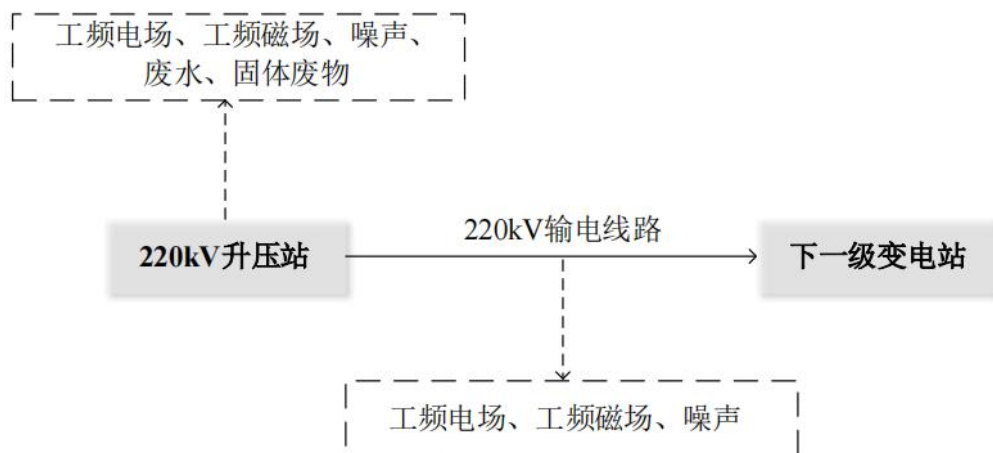 工频电场、工频磁场、噪声、
废水、固体废物
220kV输电线路
220kV升压站
下一级变电站
工频电场、工频磁场、噪声